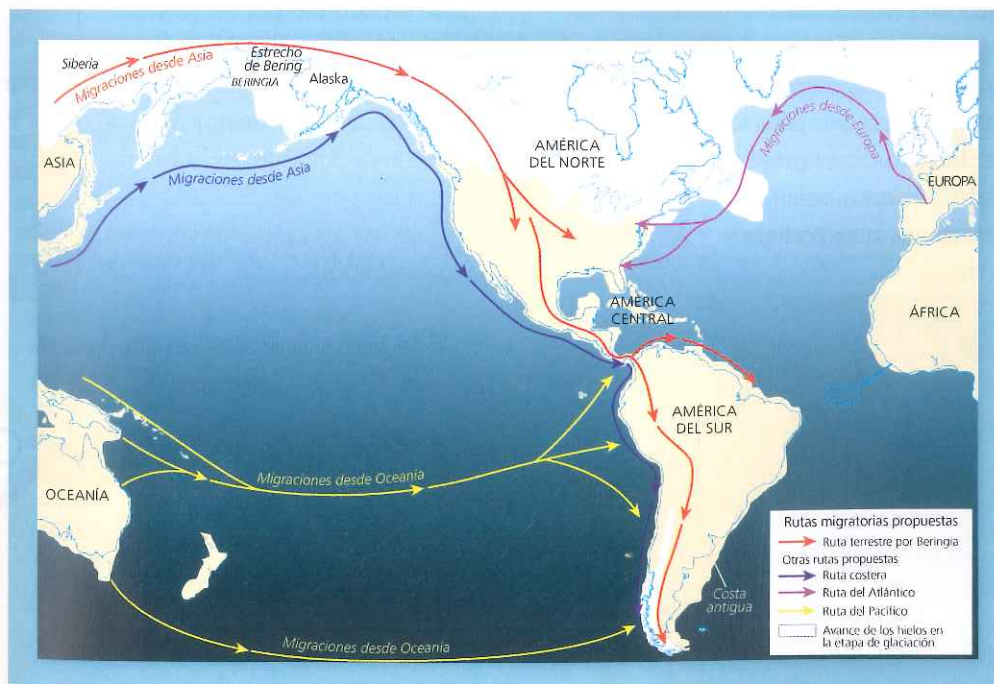 Siberia
Migraciones desde Asia
Estrecho
de Bering
BERINGIA
Alaska
ASIA
Migraciones desde Asia
AMÉRICA
DEL NORTE
Migraciones desde Europa
EUROPA
AMÉRICA
CENTRAL
ÁFRICA
AMÉRICA
DEL SUR
OCEANÍA
Migraciones desde Oceanía
Migraciones desde Oceanía
Costa
antigua
Rutas migratorias propuestas
Ruta terrestre por Beringia
Otras rutas propuestas
Ruta costera
Ruta del Atlántico
Ruta del Pacífico
Avance de los hielos en
la etapa de glaciación